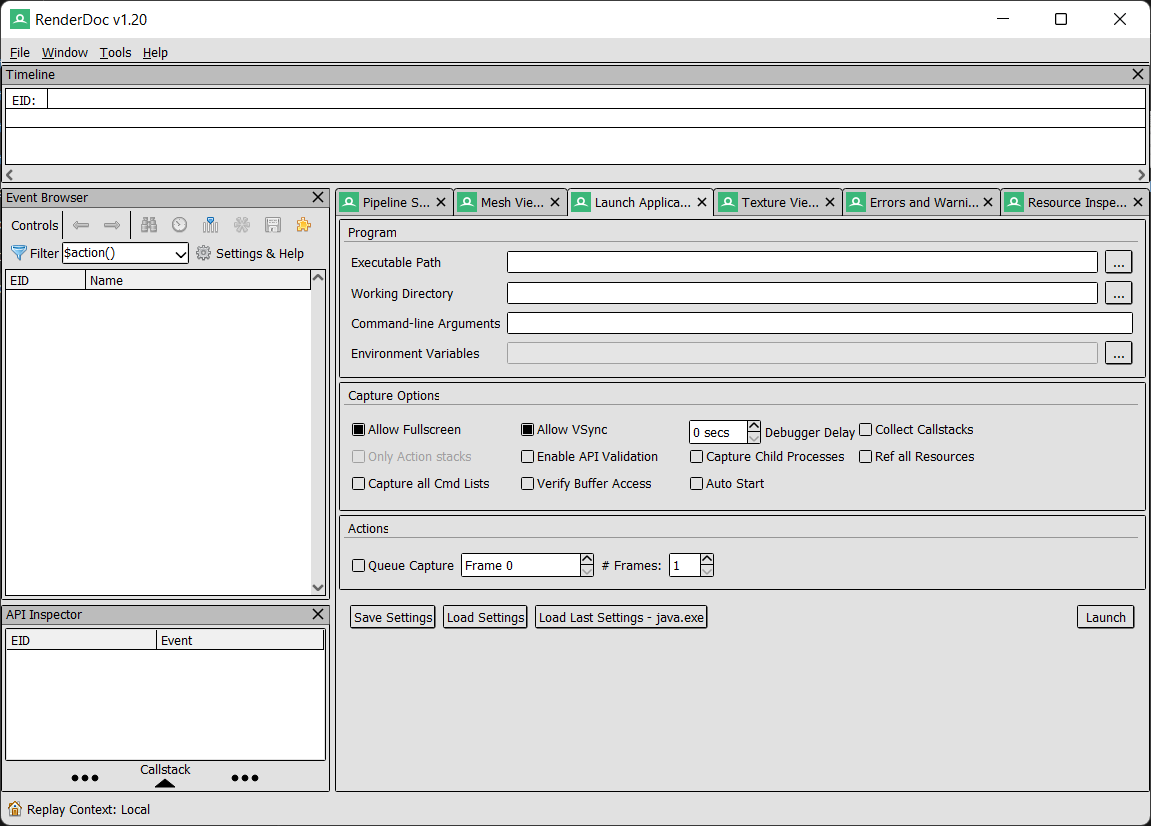 RenderDoc v1.20
File Window Tools Help
Timeline
EID:
Event Browser
Controls
Filter $action() Settings & Help
EID Name
API Inspector
EID Event
Callstack
Pipeline S... Mesh Vie... Launch Applica... Texture Vie... Errors and Warni... Resource Inspe...
Program
Executable Path ...
Working Directory ...
Command-line Arguments
Environment Variables ...
Capture Options
Allow Fullscreen Allow VSync 0 secs Debugger Delay Collect Callstacks
Only Action stacks Enable API Validation Capture Child Processes Ref all Resources
Capture all Cmd Lists Verify Buffer Access Auto Start
Actions
Queue Capture Frame 0 # Frames: 1
Save Settings Load Settings Load Last Settings - java.exe Launch
Replay Context: Local